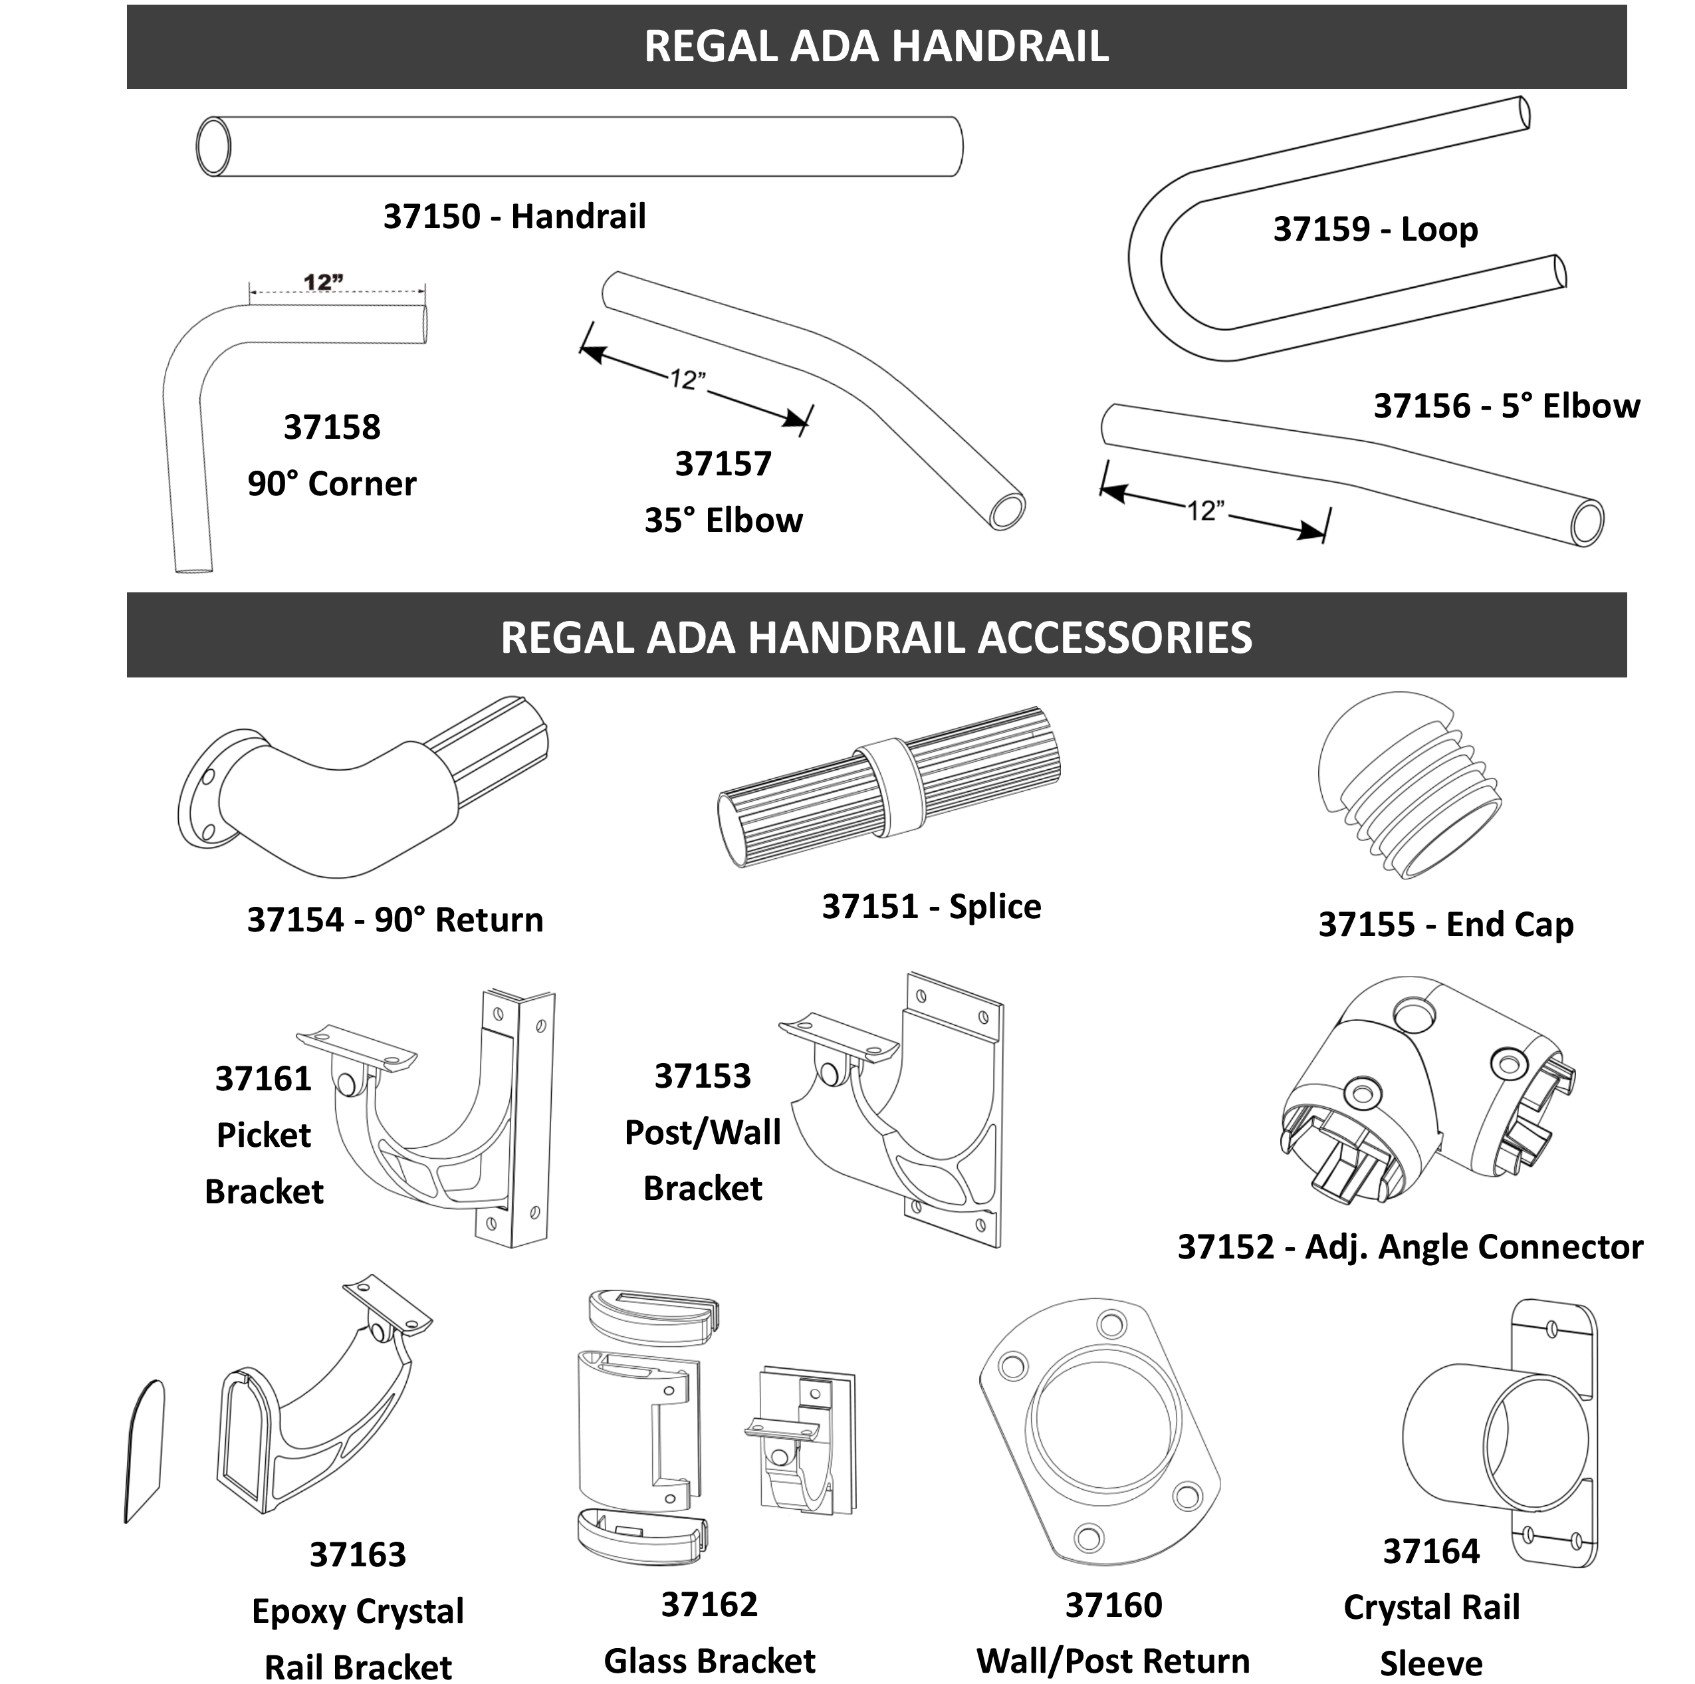 REGAL ADA HANDRAIL
37150 - Handrail
37159 - Loop
12”
37158
90° Corner
12”
37157
35° Elbow
37156 - 5° Elbow
12”
REGAL ADA HANDRAIL ACCESSORIES
37154 - 90° Return
37151 - Splice
37155 - End Cap
37161
Picket
Bracket
37153
Post/Wall
Bracket
37152 - Adj. Angle Connector
37163
Epoxy Crystal
Rail Bracket
37162
Glass Bracket
37160
Wall/Post Return
37164
Crystal Rail
Sleeve